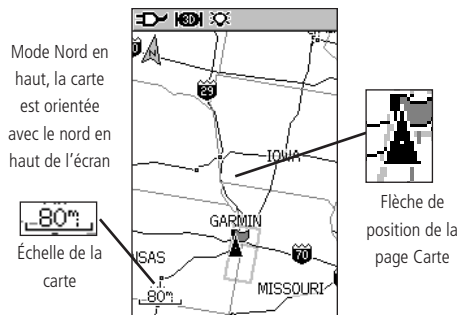 Mode Nord en
haut, la carte
est orientée
avec le nord en
haut de l'écran
80m
Échelle de la
carte
3D
29
IOWA
GARMIN
70
SAS
MISSOURI
80m
Flèche de
position de la
page Carte